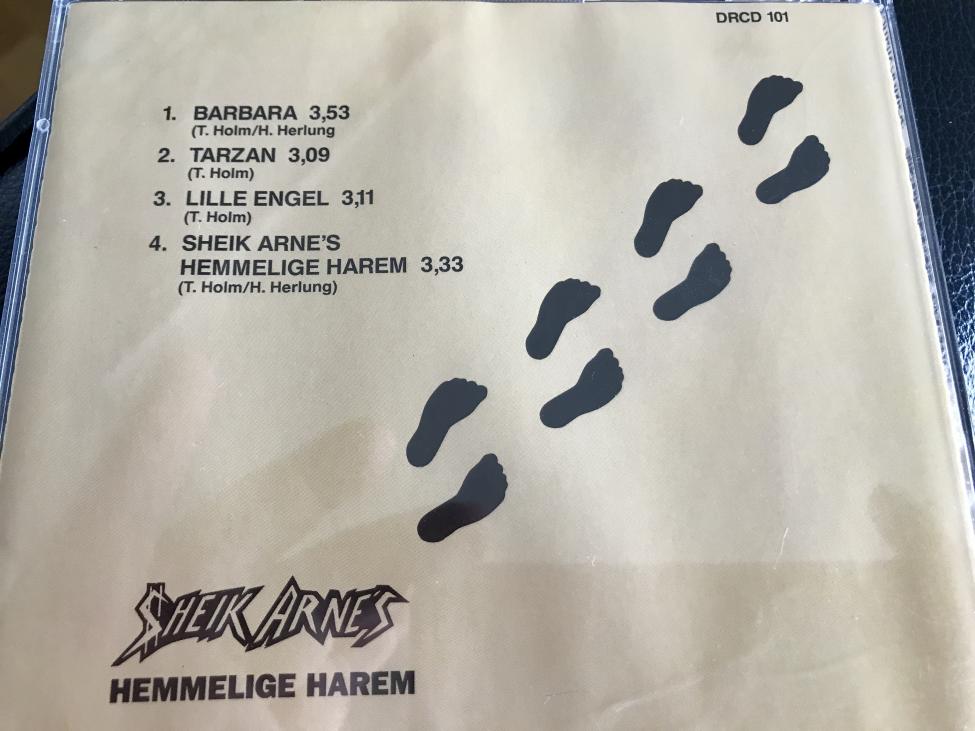 DRCD 101
1. BARBARA 3,53
(T. Holm/H. Herlung
2. TARZAN 3,09
(T. Holm)
3. LILLE ENGEL 3,11
(T. Holm)
4. SHEIK ARNE'S
HEMMELIGE HAREM 3,33
(T. Holm/H. Herlung)
$HEIK ARNE'S
HEMMELIGE HAREM